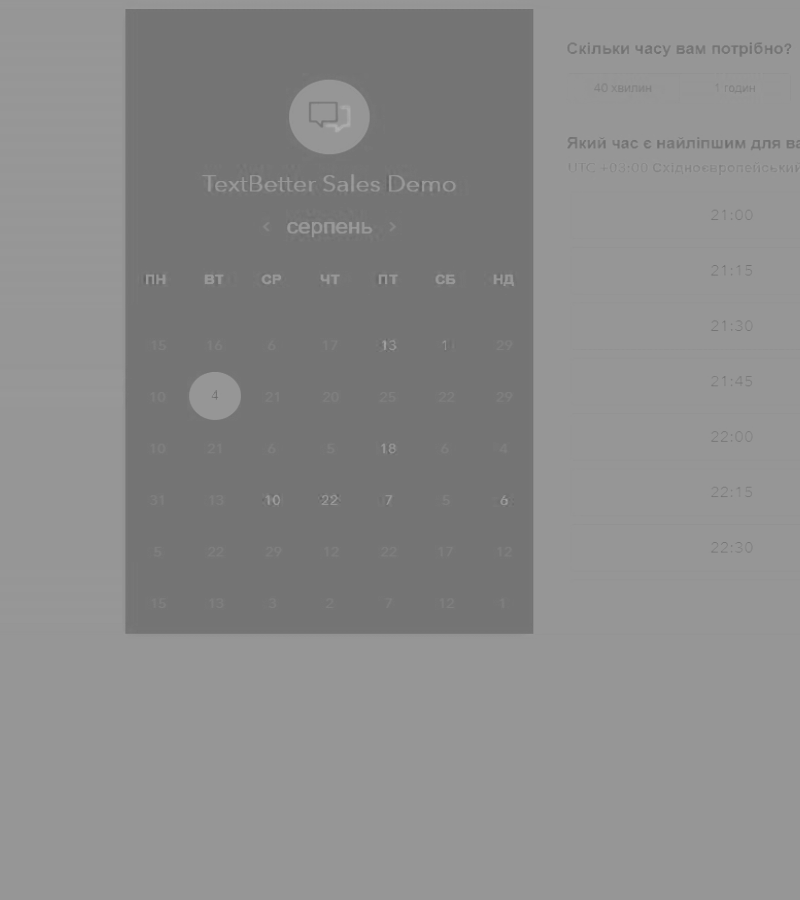 TextBetter Sales Demo
< серпень >
ПН ВТ СР ЧТ ПТ СБ НД
15 16 6 17 13 1 29
10 4 21 20 25 22 29
10 21 6 5 18 6 4
31 13 10 22 7 5 6
5 22 29 12 22 17 12
15 13 3 2 7 12 1
Скільки часу вам потрібно?
40 хвилин 1 годин
Який час є найліпшим для ва
UTC +03:00 Східноєвропейський
21:00
21:15
21:30
21:45
22:00
22:15
22:30